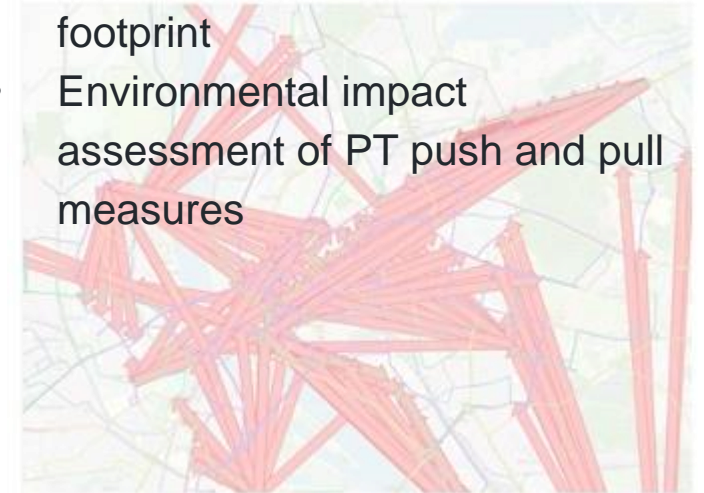 footprint
Environmental impact
assessment of PT push and pull
measures